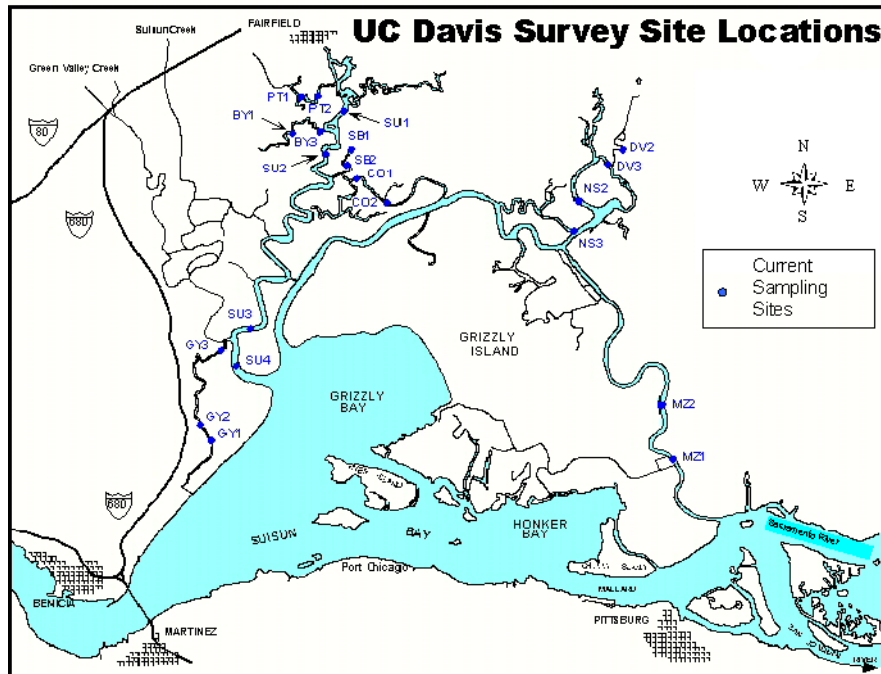 UC Davis Survey Site Locations
FAIRFIELD
Suisun Creek
Green Valley Creek
PT1
PT2
BY1
SU1
BY3
SB1
80
SU2
SB2
CO1
DV2
DV3
N
W
E
S
CO2
NS2
680
NS3
Current
Sampling
Sites
SU3
GY3
GRIZZLY
ISLAND
SU4
GRIZZLY
BAY
MZ2
GY2
GY1
MZ1
680
HONKER
BAY
SUISUN
BAY
Sacramento River
Port Chicago
MALLARD
BENICIA
PITTSBURG
MARTINEZ
RIVER